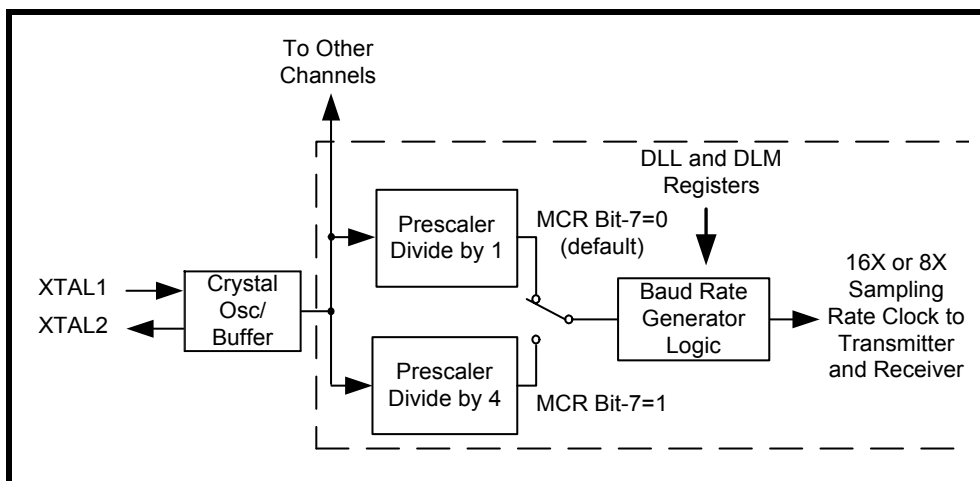 To Other
Channels
DLL and DLM
Registers
Prescaler
Divide by 1
MCR Bit-7=0
(default)
XTAL1
XTAL2
Crystal
Osc/
Buffer
Baud Rate
Generator
Logic
16X or 8X
Sampling
Rate Clock to
Transmitter
and Receiver
Prescaler
Divide by 4
MCR Bit-7=1